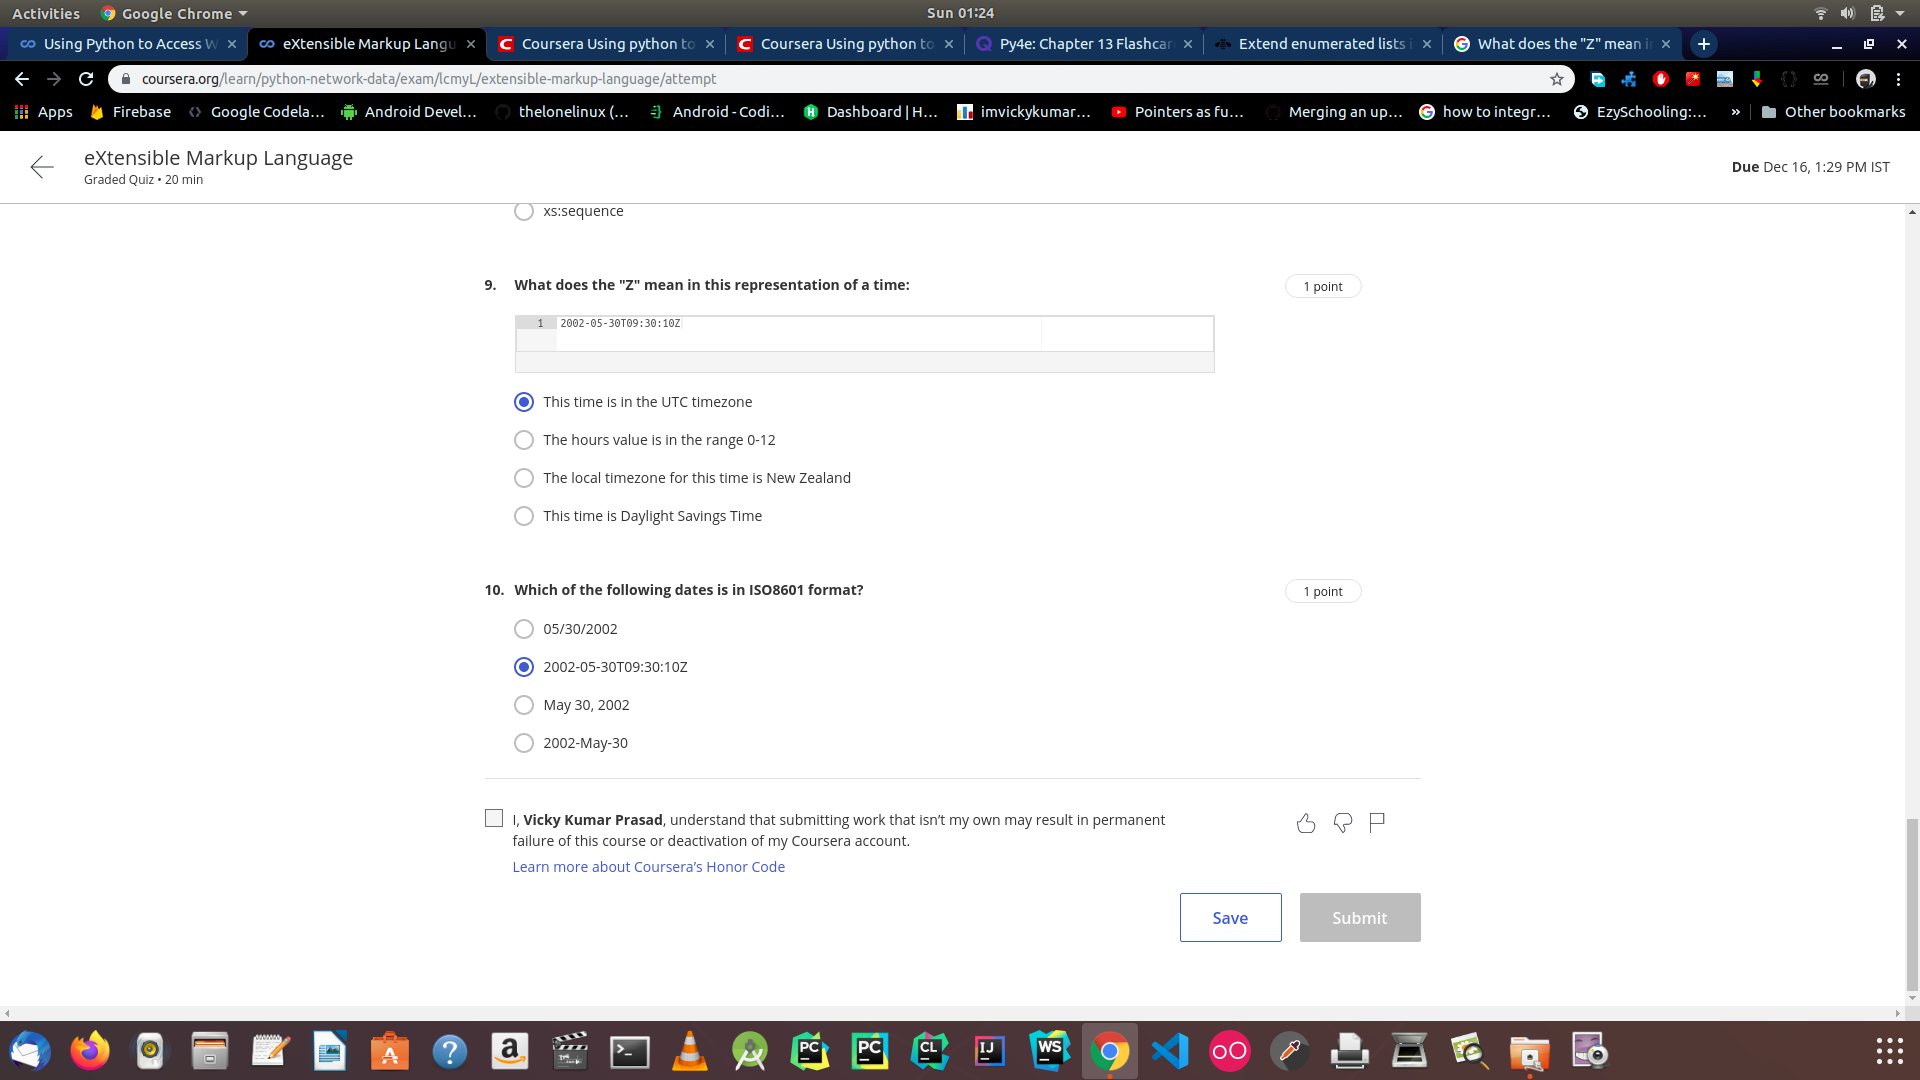 Activities Google Chrome Sun 01:24
Using Python to Access W eXtensible Markup Langu Coursera Using python to Coursera Using python to Py4e: Chapter 13 Flashcar Extend enumerated lists What does the "Z" mean i
coursera.org/learn/python-network-data/exam/lcmyL/extensible-markup-language/attempt
Apps Firebase Google Codela... Android Devel... thelonelinux (... Android - Codi... Dashboard | H... imvickykumar... Pointers as fu... Merging an up... how to integr... EzySchooling:... » Other bookmarks
eXtensible Markup Language
Graded Quiz • 20 min
Due Dec 16, 1:29 PM IST
xs:sequence
9. What does the "Z" mean in this representation of a time:
1 point
1 2002-05-30T09:30:10Z
This time is in the UTC timezone
The hours value is in the range 0-12
The local timezone for this time is New Zealand
This time is Daylight Savings Time
10. Which of the following dates is in ISO8601 format?
1 point
05/30/2002
2002-05-30T09:30:10Z
May 30, 2002
2002-May-30
I, Vicky Kumar Prasad, understand that submitting work that isn't my own may result in permanent
failure of this course or deactivation of my Coursera account.
Learn more about Coursera's Honor Code
Save Submit
? a >_ PC PC CL IJ WS